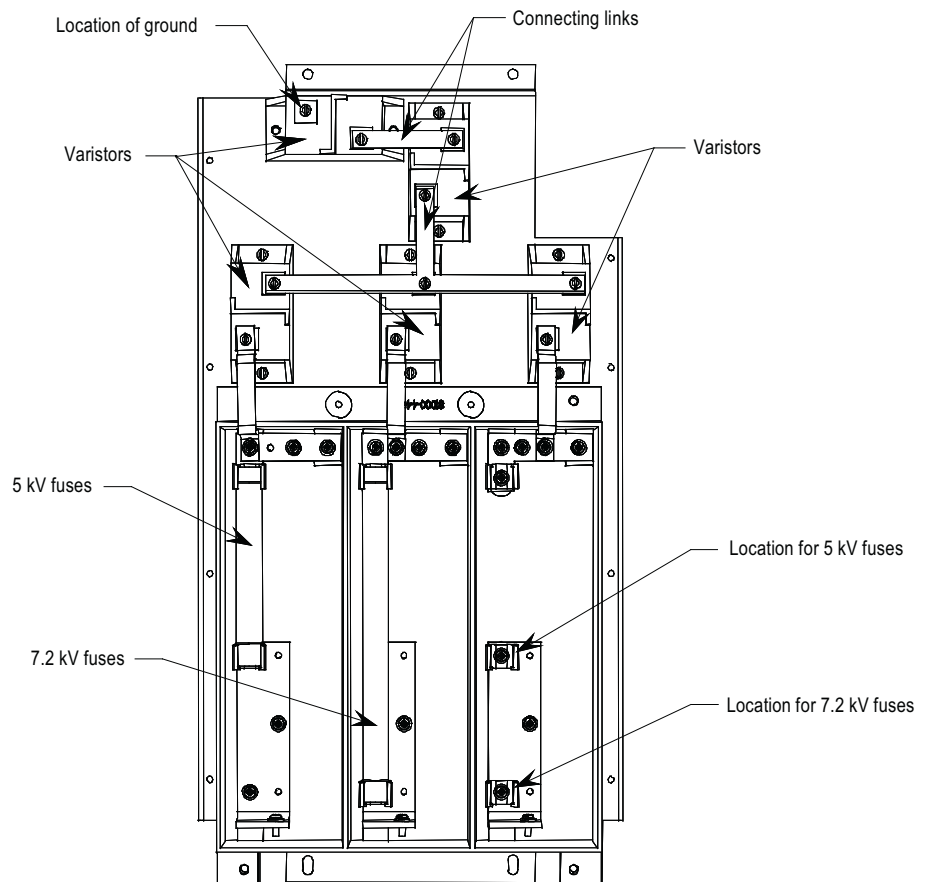 Location of ground
Connecting links
Varistors
Varistors
5 kV fuses
Location for 5 kV fuses
7.2 kV fuses
Location for 7.2 kV fuses